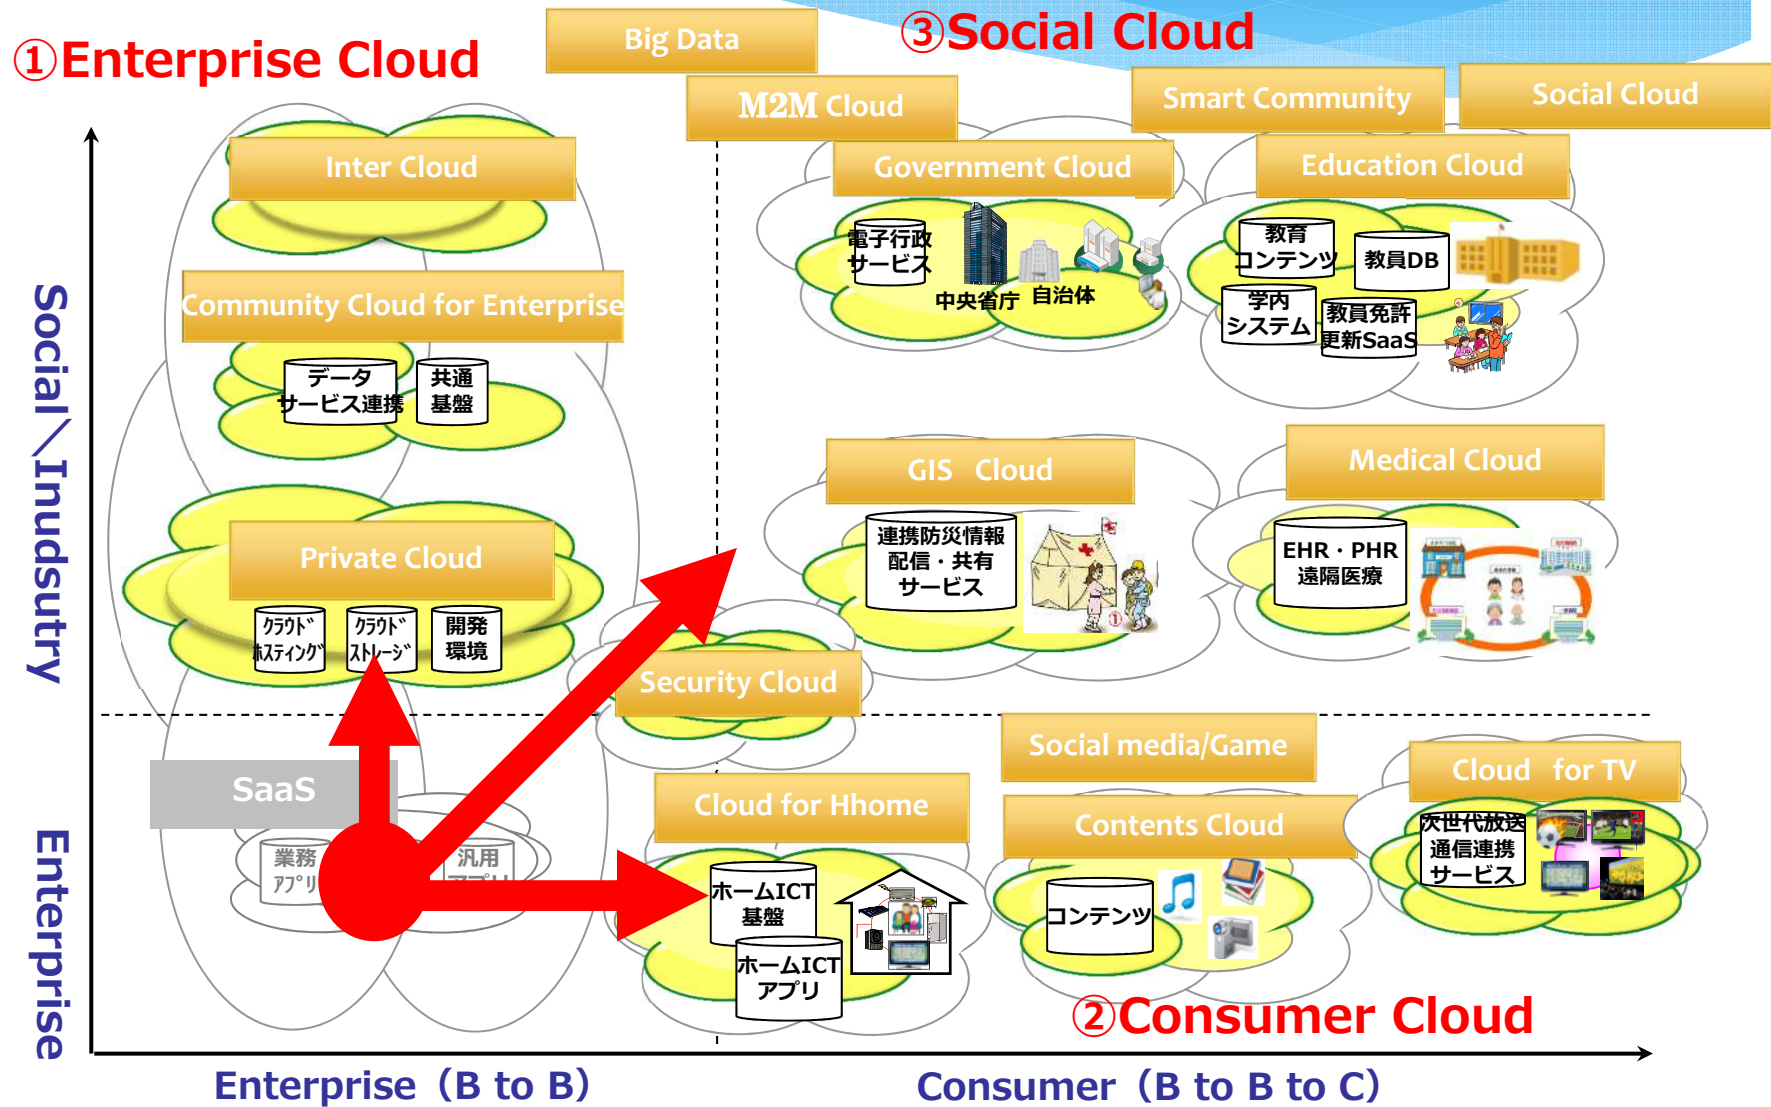 ①Enterprise Cloud
Big Data
③Social Cloud
M2M Cloud
Smart Community
Social Cloud
Inter Cloud
Government Cloud
Education Cloud
電子行政
サービス
中央省庁
自治体
教育
コンテンツ
教員DB
学内
システム
教員免許
更新SaaS
Community Cloud for Enterprise
データ
サービス連携
共通
基盤
GIS Cloud
Medical Cloud
連携防災情報
配信・共有
サービス
①
EHR・PHR
遠隔医療
Private Cloud
クラウド
ホスティング
クラウド
ストレージ
開発
環境
Security Cloud
Social media/Game
Cloud for TV
SaaS
Cloud for Hhome
Contents Cloud
業務
アプリ
汎用
アプリ
ホームICT
基盤
ホームICT
アプリ
コンテンツ
次世代放送
通信連携
サービス
②Consumer Cloud
Social＼Inudsutry
Enterprise
Enterprise（B to B）
Consumer（B to B to C）